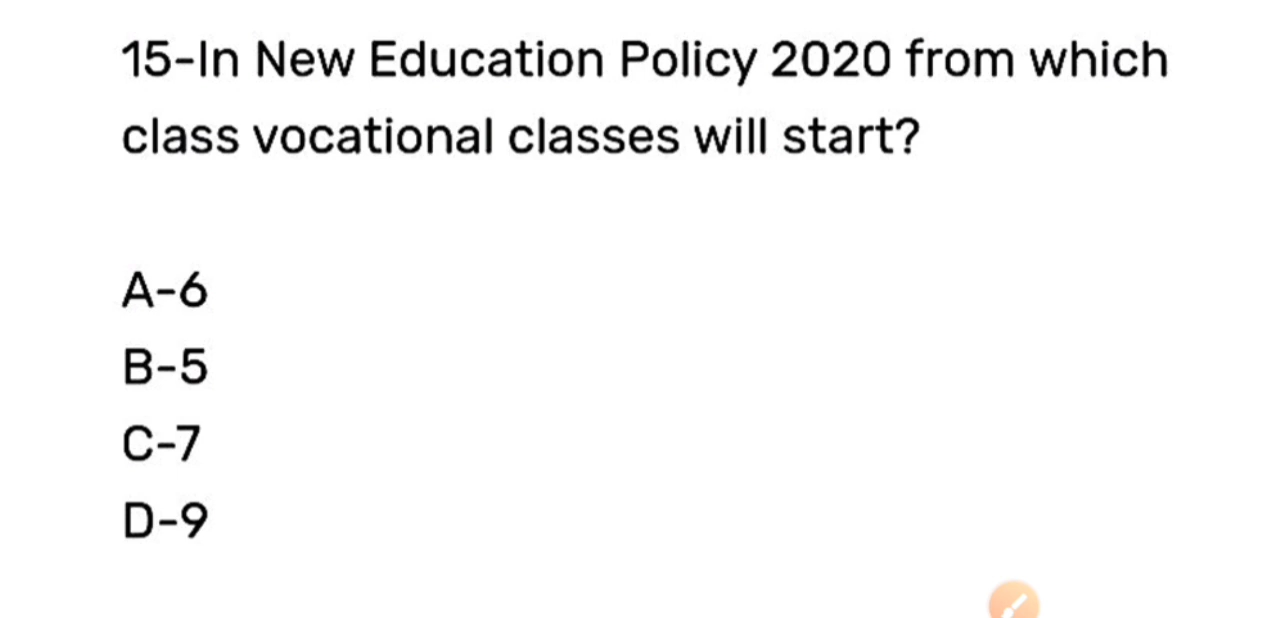 15-In New Education Policy 2020 from which
class vocational classes will start?
A-6
B-5
C-7
D-9